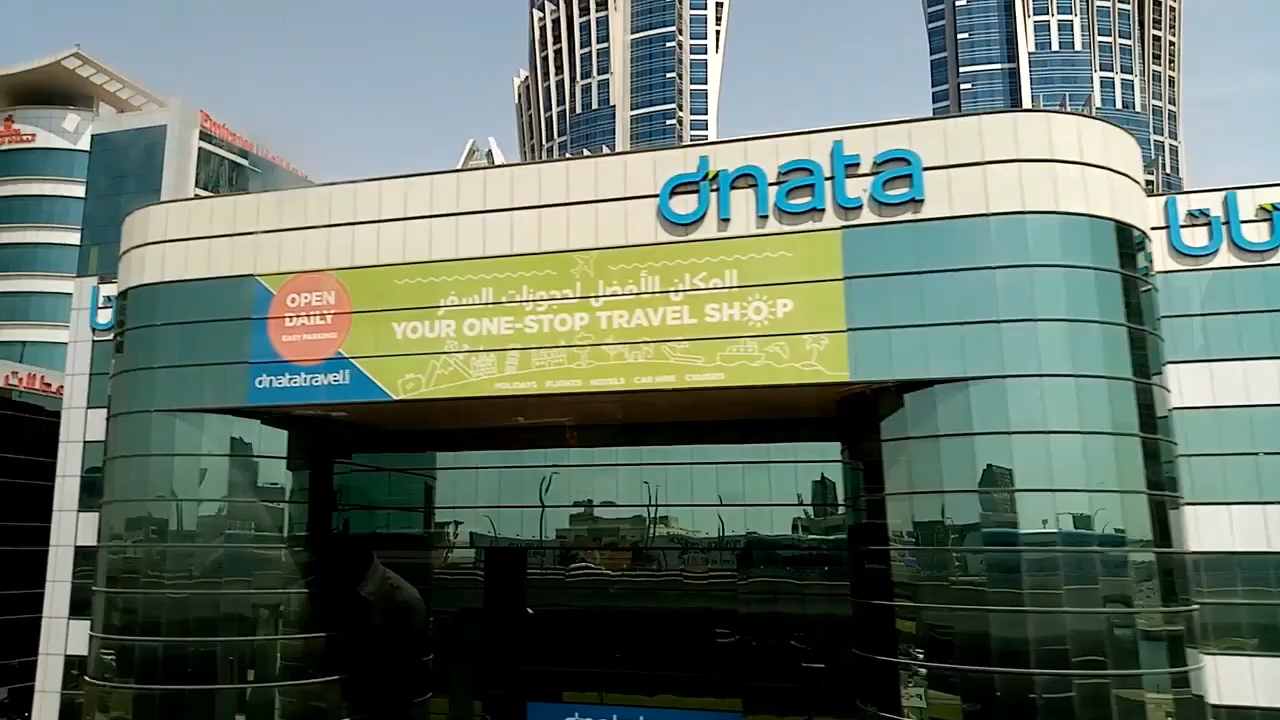 dnata
المكان الأفضل لحجوزات السفر
YOUR ONE-STOP TRAVEL SHOP
OPEN
DAILY
EASY PARKING!
dnatatravel.com
HOLIDAYS FLIGHTS HOTELS CAR HIRE CRUISES